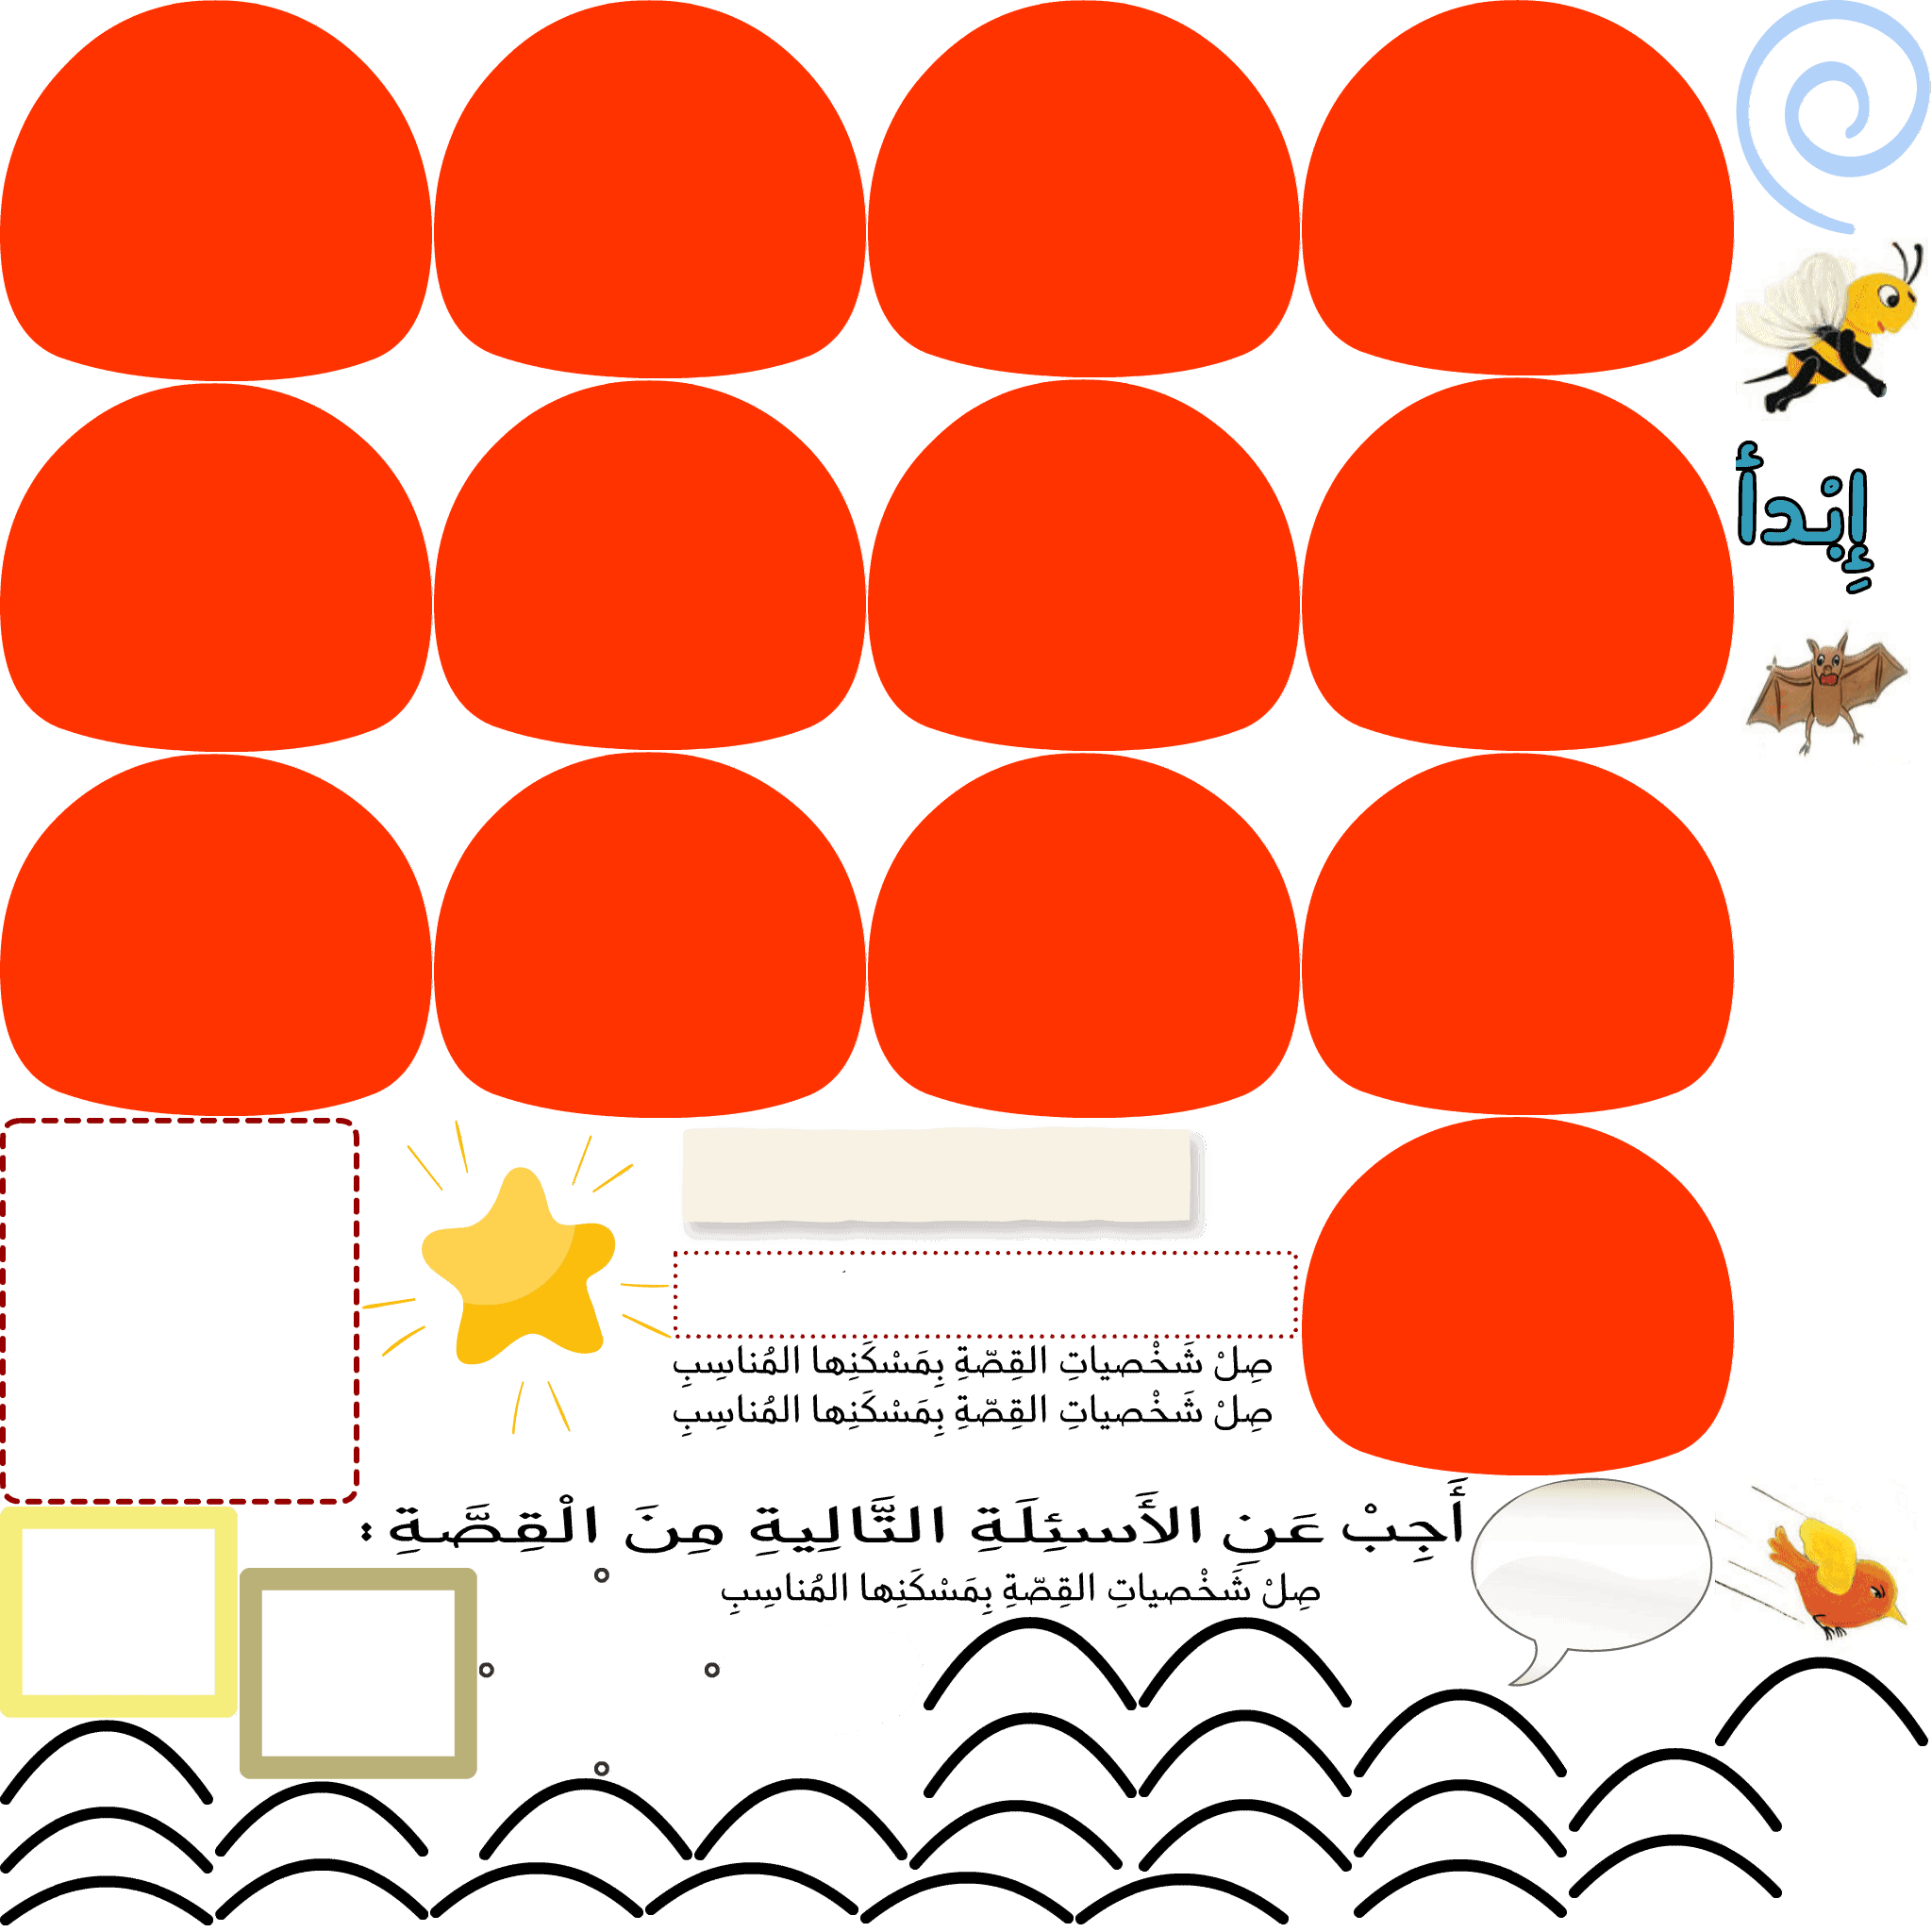 إِبْدأ
صِلْ شَخْصياتِ القِصّةِ بِمَسْكَنِها المُناسِبِ
صِلْ شَخْصياتِ القِصّةِ بِمَسْكَنِها المُناسِبِ
أَجِبْ عَنِ الأَسئِلَةِ التَّالِيةِ مِنَ الْقِصَّةِ :
صِلْ شَخْصياتِ القِصّةِ بِمَسْكَنِها المُناسِبِ